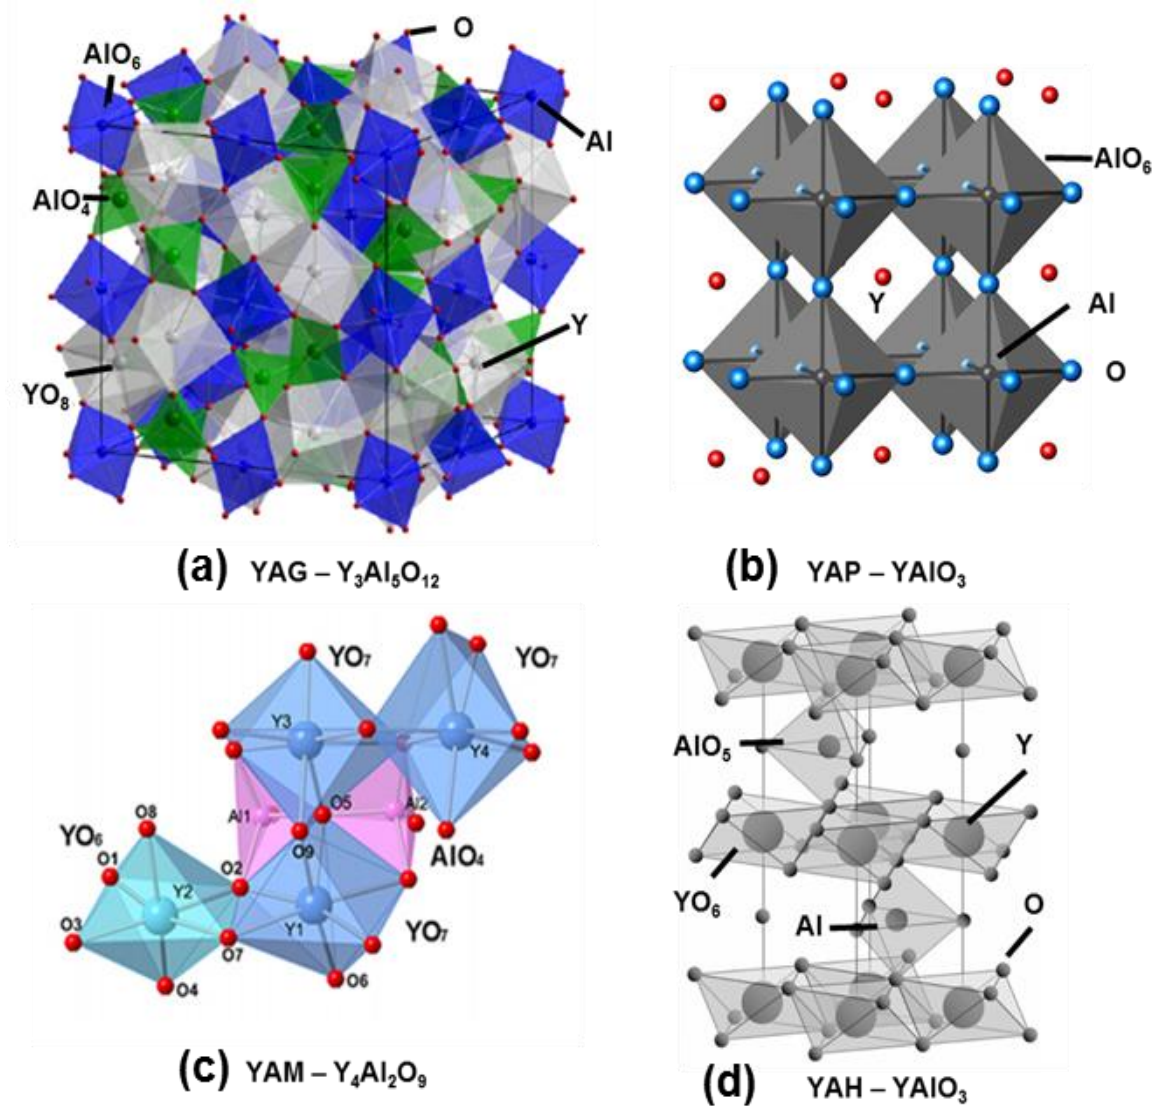 O
AlO₆
Al
AlO₄
Y
YO₈
(a) YAG – Y₃Al₅O₁₂
AlO₆
Y
Al
O
(b) YAP – YAlO₃
YO₇
YO₇
Y3
Y4
Al1
O5
Al2
O8
YO₆
O9
AlO₄
O1
O2
Y2
Y1
O3
O7
YO₇
O4
O6
(c) YAM – Y₄Al₂O₉
AlO₅
Y
YO₆
Al
O
(d) YAH – YAlO₃